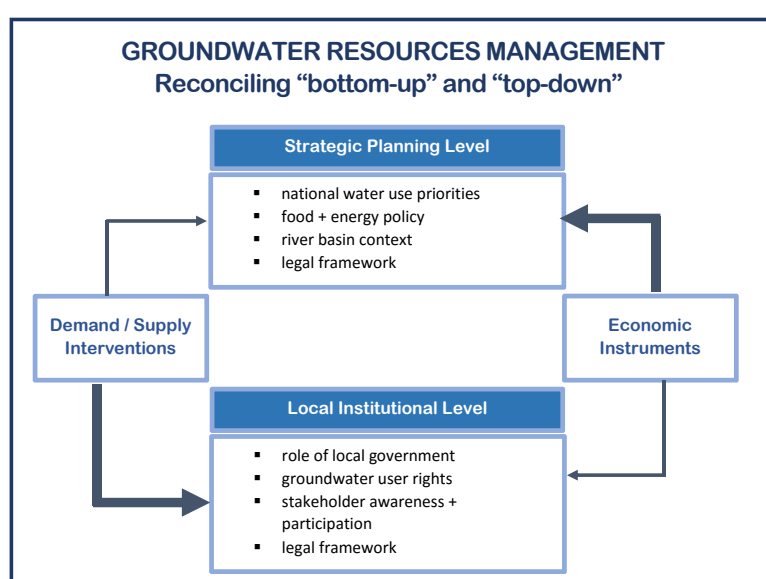 GROUNDWATER RESOURCES MANAGEMENT
Reconciling “bottom-up” and “top-down”
Strategic Planning Level
▪ national water use priorities
▪ food + energy policy
▪ river basin context
▪ legal framework
Demand / Supply
Interventions
Economic
Instruments
Local Institutional Level
▪ role of local government
▪ groundwater user rights
▪ stakeholder awareness +
participation
▪ legal framework